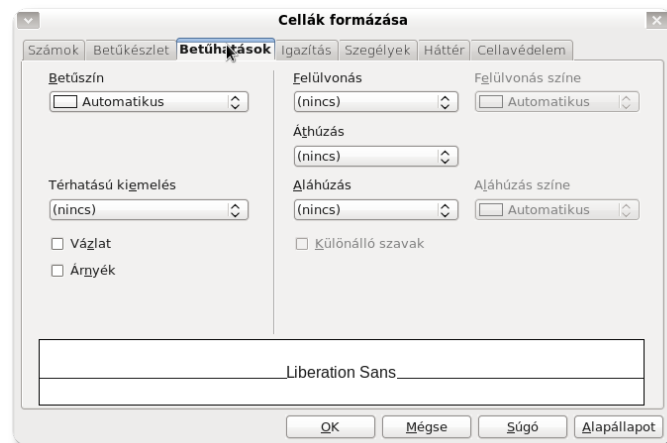 Cellák formázása
Számok Betűkészlet Betűhatások Igazítás Szegélyek Háttér Cellavédelem
Betűszín Felülvonás Felülvonás színe
Automatikus (nincs) Automatikus
Áthúzás
(nincs)
Térhatású kiemelés Aláhúzás Aláhúzás színe
(nincs) (nincs) Automatikus
Vázlat Különálló szavak
Árnyék
Liberation Sans
OK Mégse Súgó Alapállapot